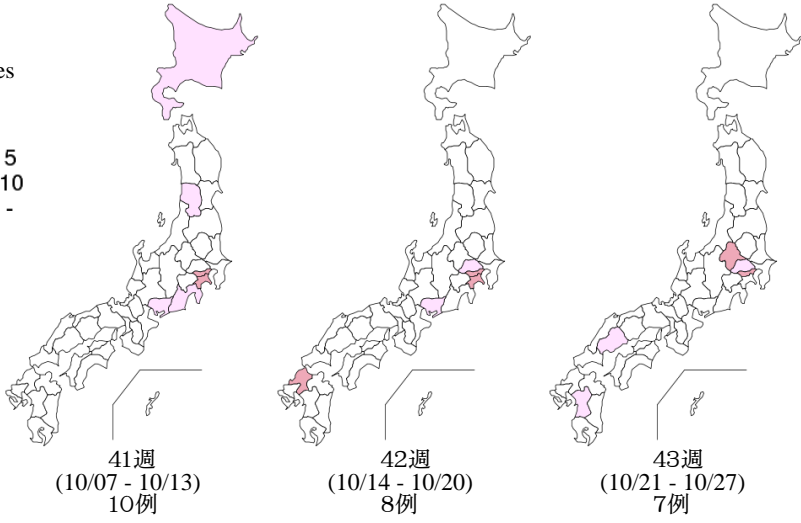 es
5
10
-
41週
(10/07 - 10/13)
10例
42週
(10/14 - 10/20)
8例
43週
(10/21 - 10/27)
7例